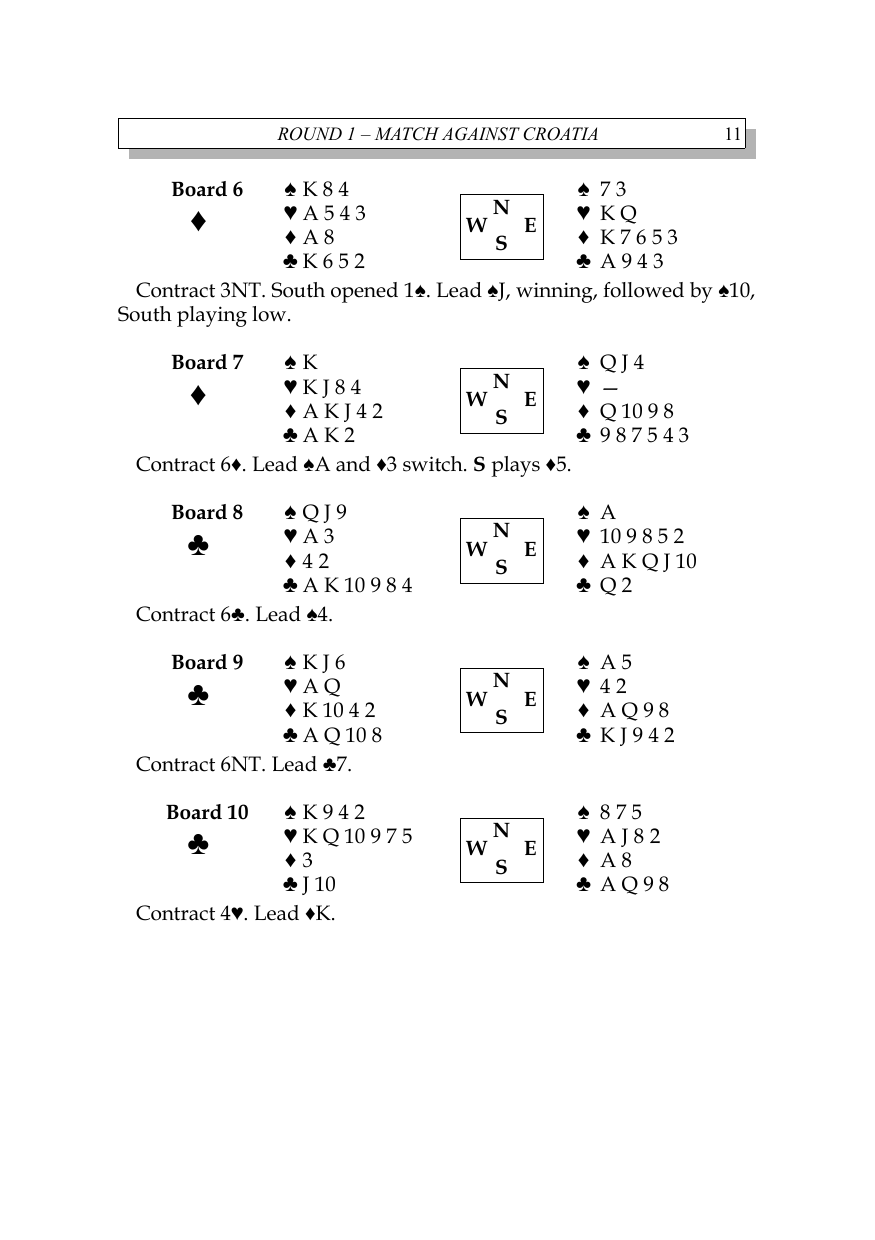 ROUND 1 – MATCH AGAINST CROATIA 11
Board 6 ♠ K 8 4 N ♠ 7 3
♦ ♥ A 5 4 3 W E ♥ K Q
♦ A 8 S ♦ K 7 6 5 3
♣ K 6 5 2 ♣ A 9 4 3
Contract 3NT. South opened 1♠. Lead ♠J, winning, followed by ♠10,
South playing low.
Board 7 ♠ K N ♠ Q J 4
♦ ♥ K J 8 4 W E ♥ —
♦ A K J 4 2 S ♦ Q 10 9 8
♣ A K 2 ♣ 9 8 7 5 4 3
Contract 6♦. Lead ♠A and ♦3 switch. S plays ♦5.
Board 8 ♠ Q J 9 N ♠ A
♣ ♥ A 3 W E ♥ 10 9 8 5 2
♦ 4 2 S ♦ A K Q J 10
♣ A K 10 9 8 4 ♣ Q 2
Contract 6♣. Lead ♠4.
Board 9 ♠ K J 6 N ♠ A 5
♣ ♥ A Q W E ♥ 4 2
♦ K 10 4 2 S ♦ A Q 9 8
♣ A Q 10 8 ♣ K J 9 4 2
Contract 6NT. Lead ♣7.
Board 10 ♠ K 9 4 2 N ♠ 8 7 5
♣ ♥ K Q 10 9 7 5 W E ♥ A J 8 2
♦ 3 S ♦ A 8
♣ J 10 ♣ A Q 9 8
Contract 4♥. Lead ♦K.